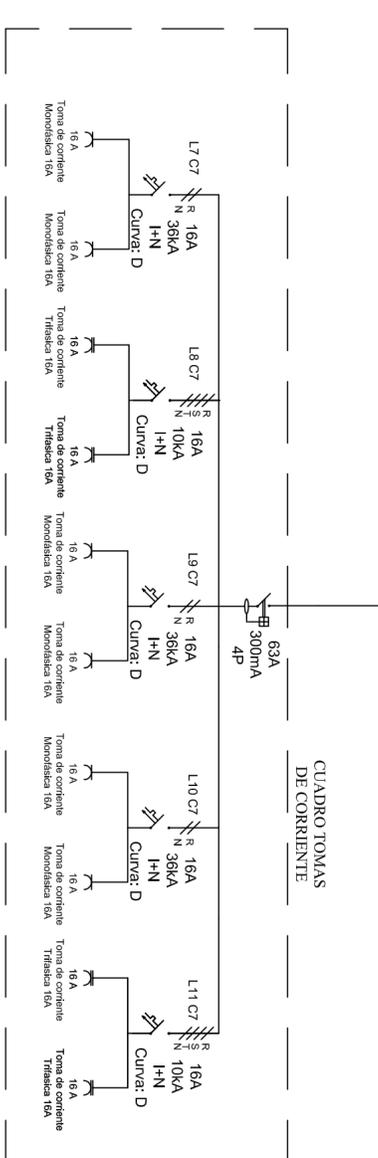 CUADRO TOMAS
DE CORRIENTE
63A
300mA
4P
L7 C7
R
N
16A
36kA
I+N
Curva: D
16 A
Toma de corriente
Monofásica 16A
16 A
Toma de corriente
Monofásica 16A
L8 C7
R
S
T
N
16A
10kA
I+N
Curva: D
16 A
Toma de corriente
Trifasica 16A
16 A
Toma de corriente
Trifasica 16A
L9 C7
R
N
16A
36kA
I+N
Curva: D
16 A
Toma de corriente
Monofásica 16A
16 A
Toma de corriente
Monofásica 16A
L10 C7
R
N
16A
36kA
I+N
Curva: D
16 A
Toma de corriente
Monofásica 16A
16 A
Toma de corriente
Monofásica 16A
L11 C7
R
S
T
N
16A
10kA
I+N
Curva: D
16 A
Toma de corriente
Trifasica 16A
16 A
Toma de corriente
Trifasica 16A